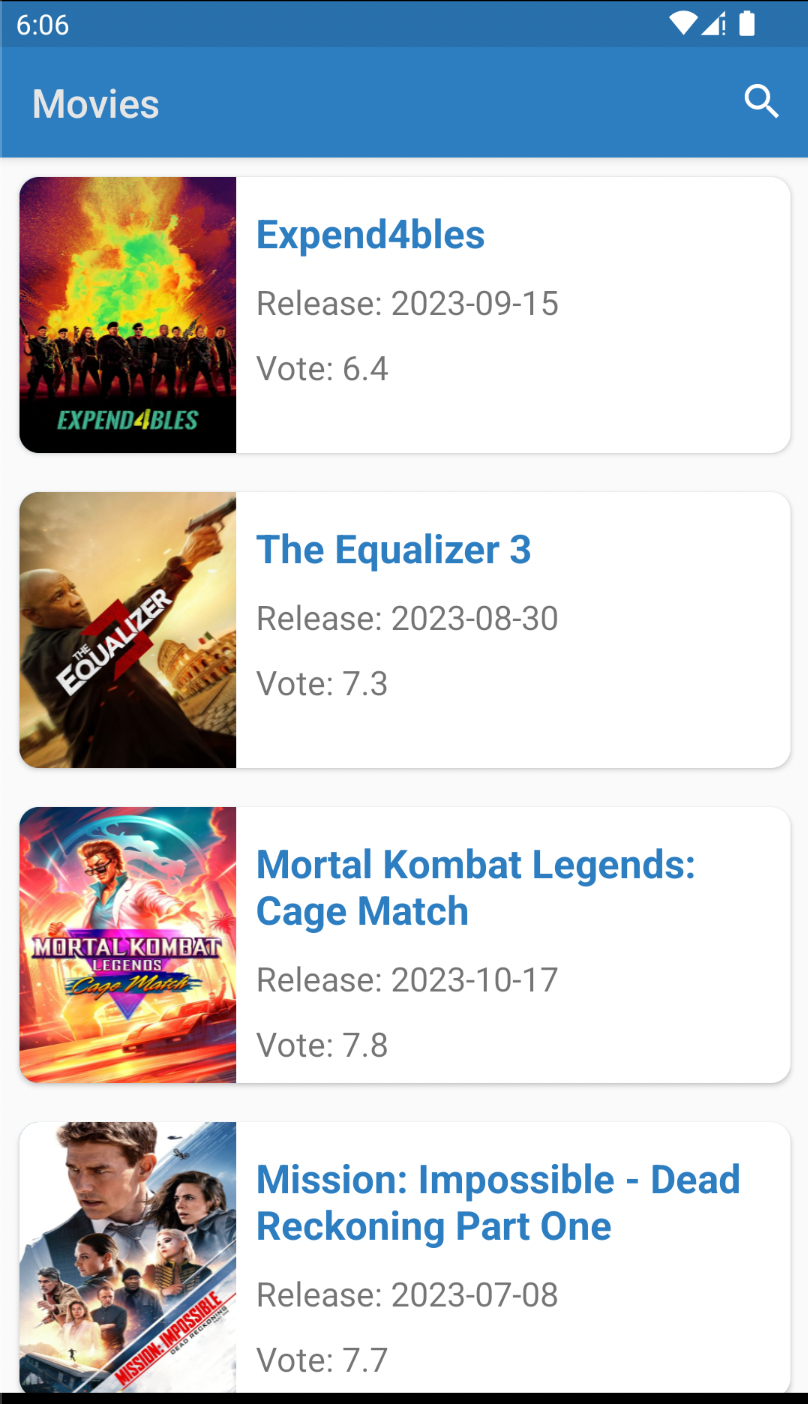 6:06
Movies
EXPEND4BLES
Expend4bles
Release: 2023-09-15
Vote: 6.4
THE
EQUALIZER
3
The Equalizer 3
Release: 2023-08-30
Vote: 7.3
MORTAL KOMBAT
LEGENDS
Cage Match
Mortal Kombat Legends:
Cage Match
Release: 2023-10-17
Vote: 7.8
MISSION: IMPOSSIBLE
DEAD RECKONING
Mission: Impossible - Dead
Reckoning Part One
Release: 2023-07-08
Vote: 7.7